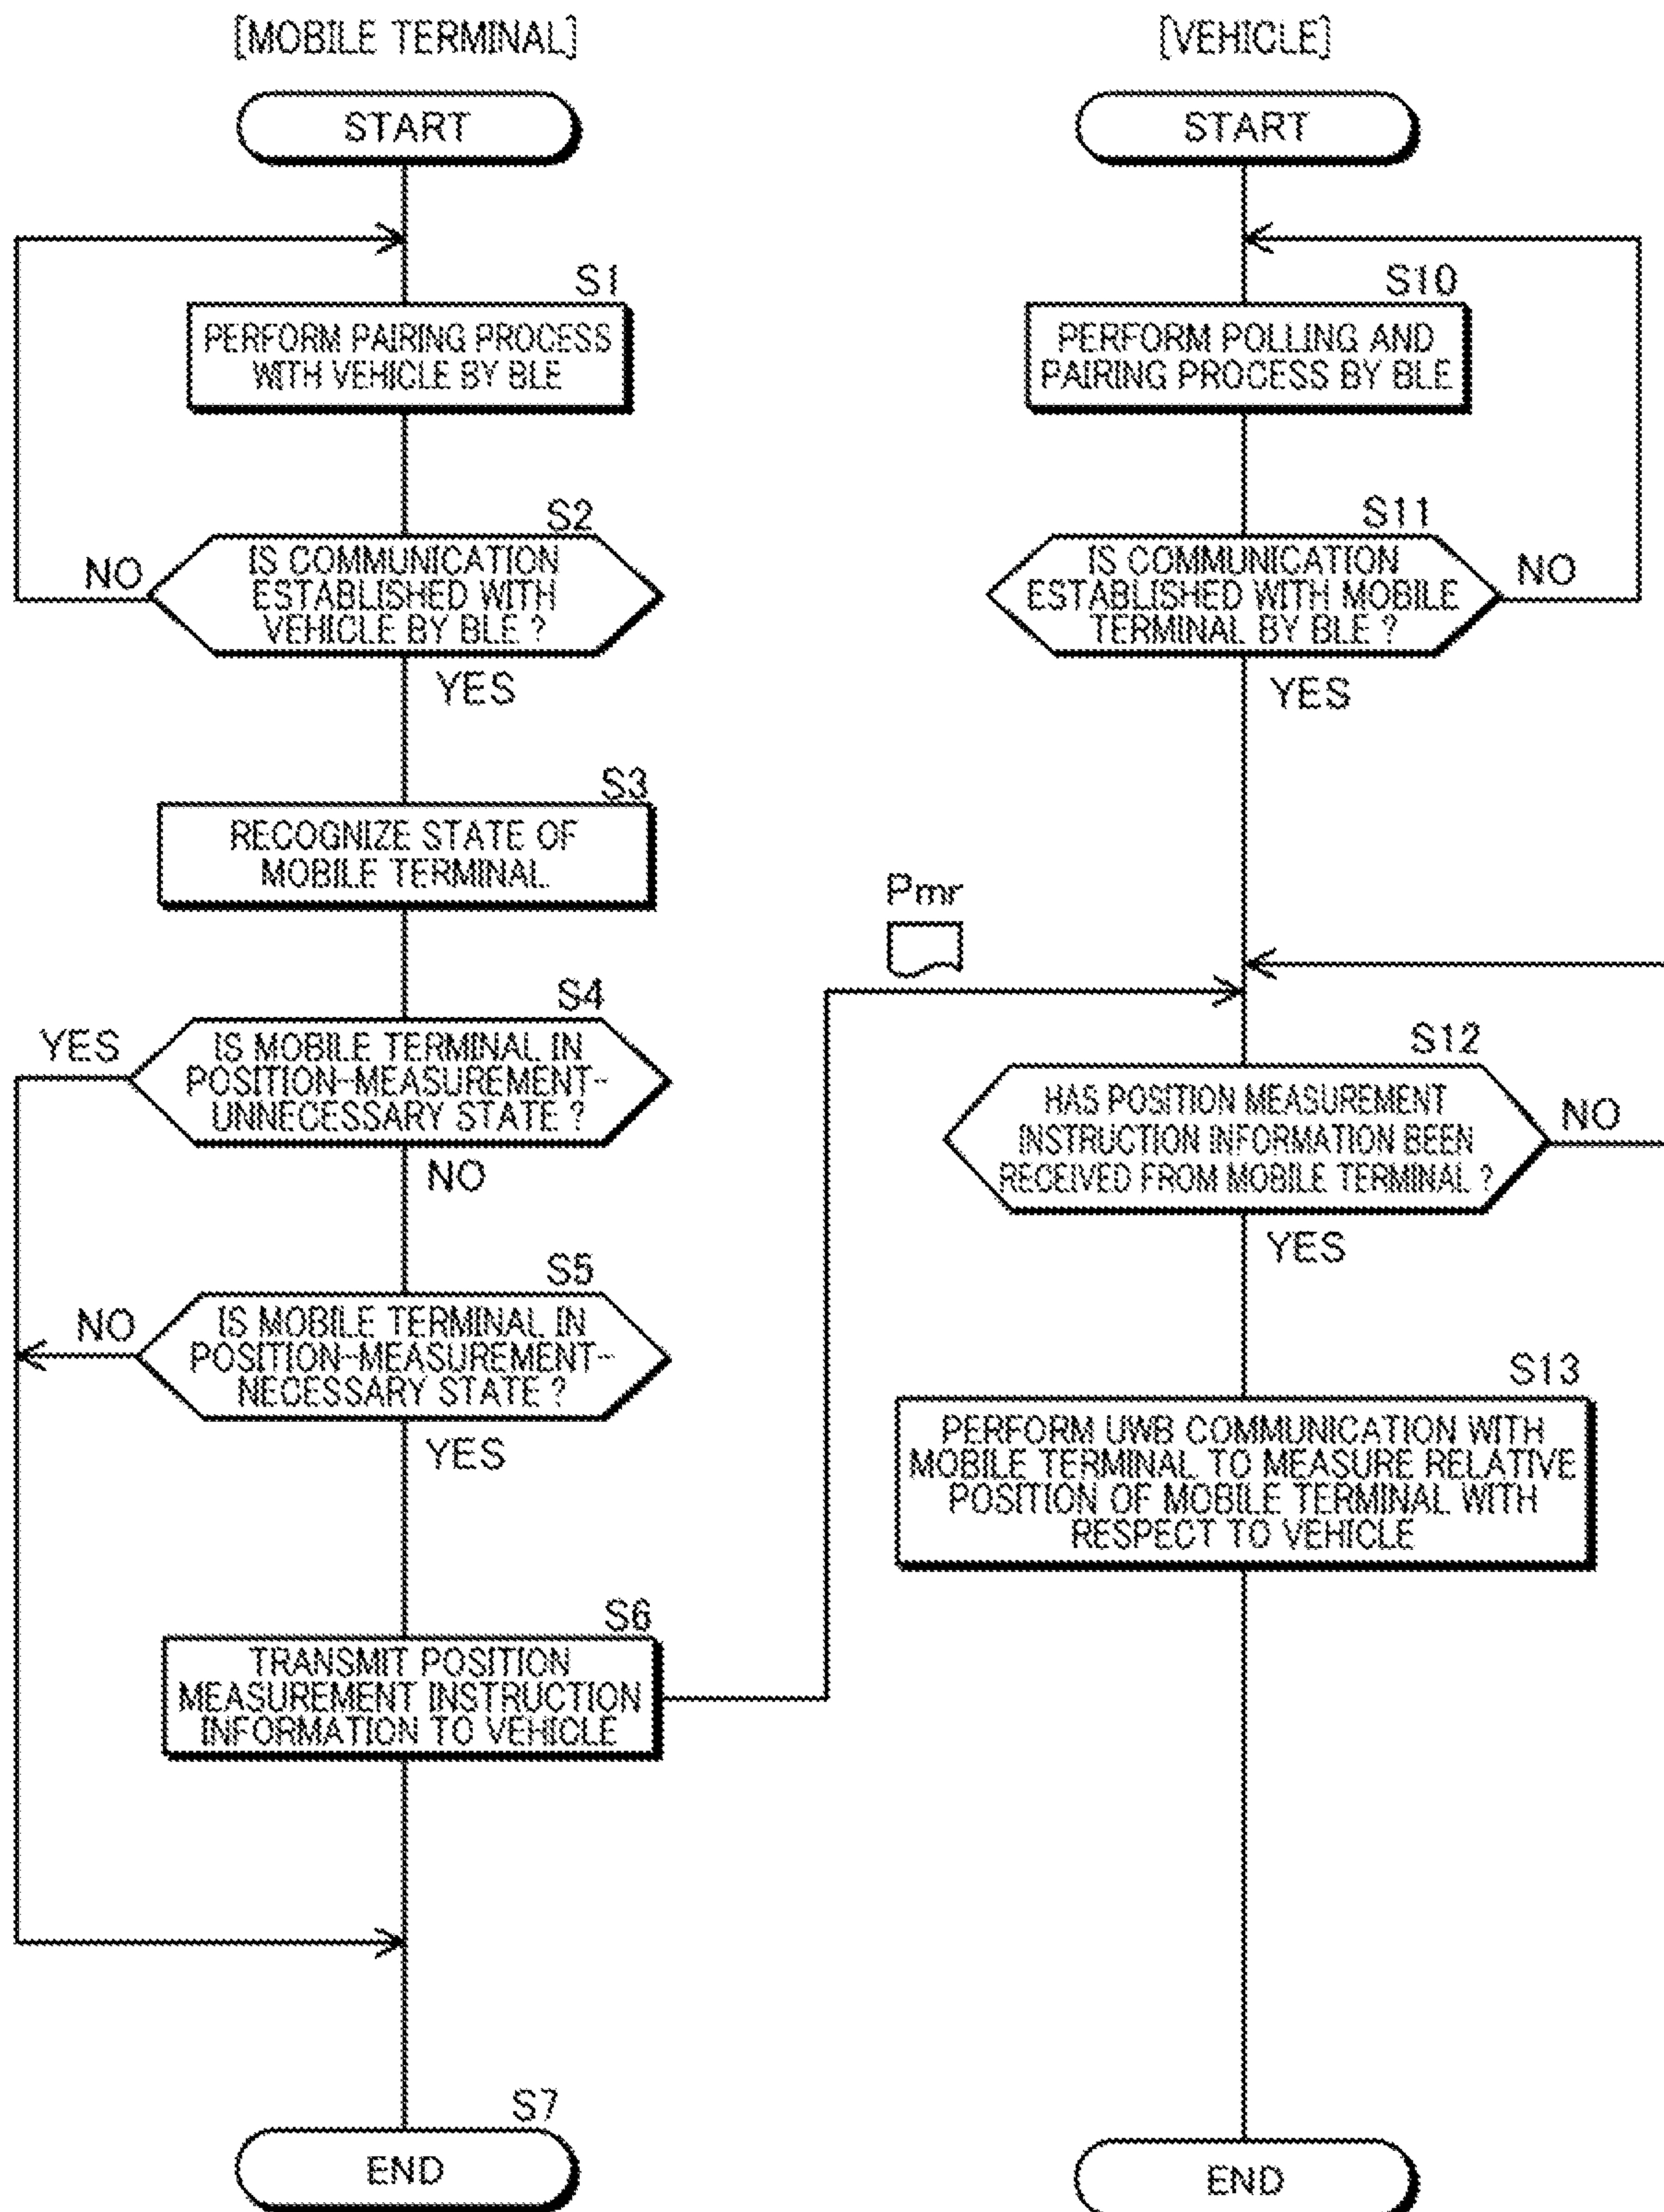 [MOBILE TERMINAL]
START
S1
PERFORM PAIRING PROCESS
WITH VEHICLE BY BLE
S2
IS COMMUNICATION
ESTABLISHED WITH
VEHICLE BY BLE ?
NO
YES
S3
RECOGNIZE STATE OF
MOBILE TERMINAL
S4
IS MOBILE TERMINAL IN
POSITION-MEASUREMENT-
UNNECESSARY STATE ?
YES
NO
S5
IS MOBILE TERMINAL IN
POSITION-MEASUREMENT-
NECESSARY STATE ?
NO
YES
S6
TRANSMIT POSITION
MEASUREMENT INSTRUCTION
INFORMATION TO VEHICLE
S7
END
[VEHICLE]
START
S10
PERFORM POLLING AND
PAIRING PROCESS BY BLE
S11
IS COMMUNICATION
ESTABLISHED WITH MOBILE
TERMINAL BY BLE ?
NO
YES
Pmr
S12
HAS POSITION MEASUREMENT
INSTRUCTION INFORMATION BEEN
RECEIVED FROM MOBILE TERMINAL ?
NO
YES
S13
PERFORM UWB COMMUNICATION WITH
MOBILE TERMINAL TO MEASURE RELATIVE
POSITION OF MOBILE TERMINAL WITH
RESPECT TO VEHICLE
END